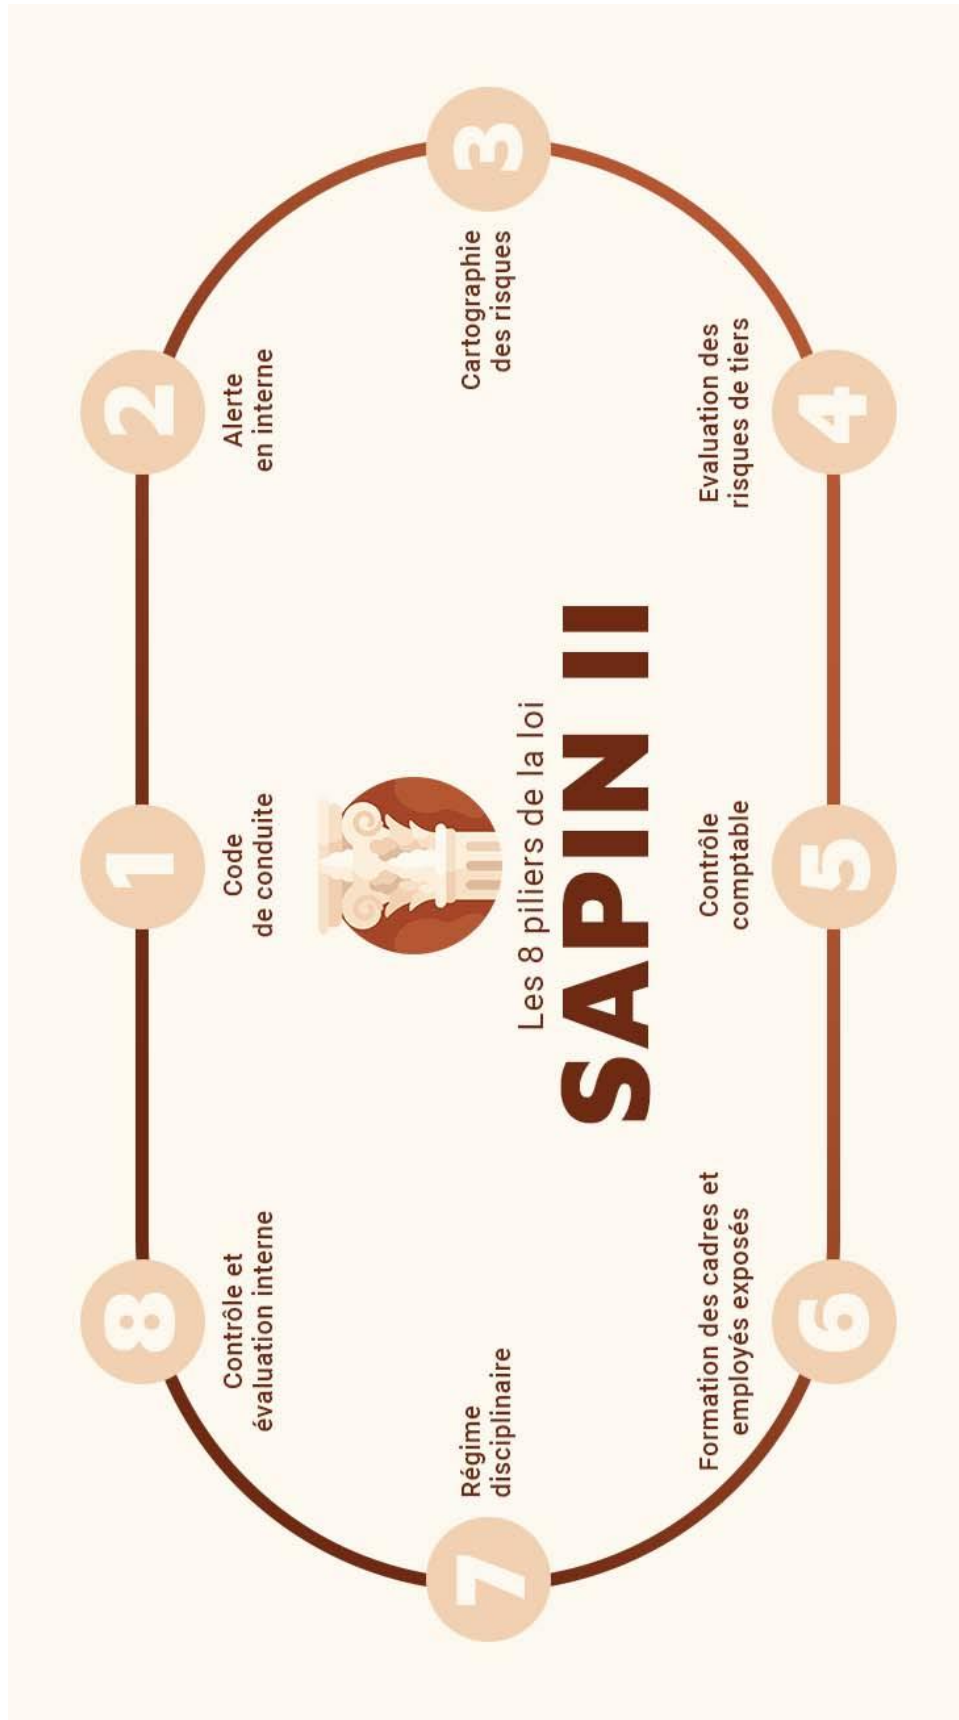 Les 8 piliers de la loi
SAPIN II
1
Code
de conduite
2
Alerte
en interne
3
Cartographie
des risques
4
Evaluation des
risques de tiers
5
Contrôle
comptable
6
Formation des cadres et
employés exposés
7
Régime
disciplinaire
8
Contrôle et
évaluation interne